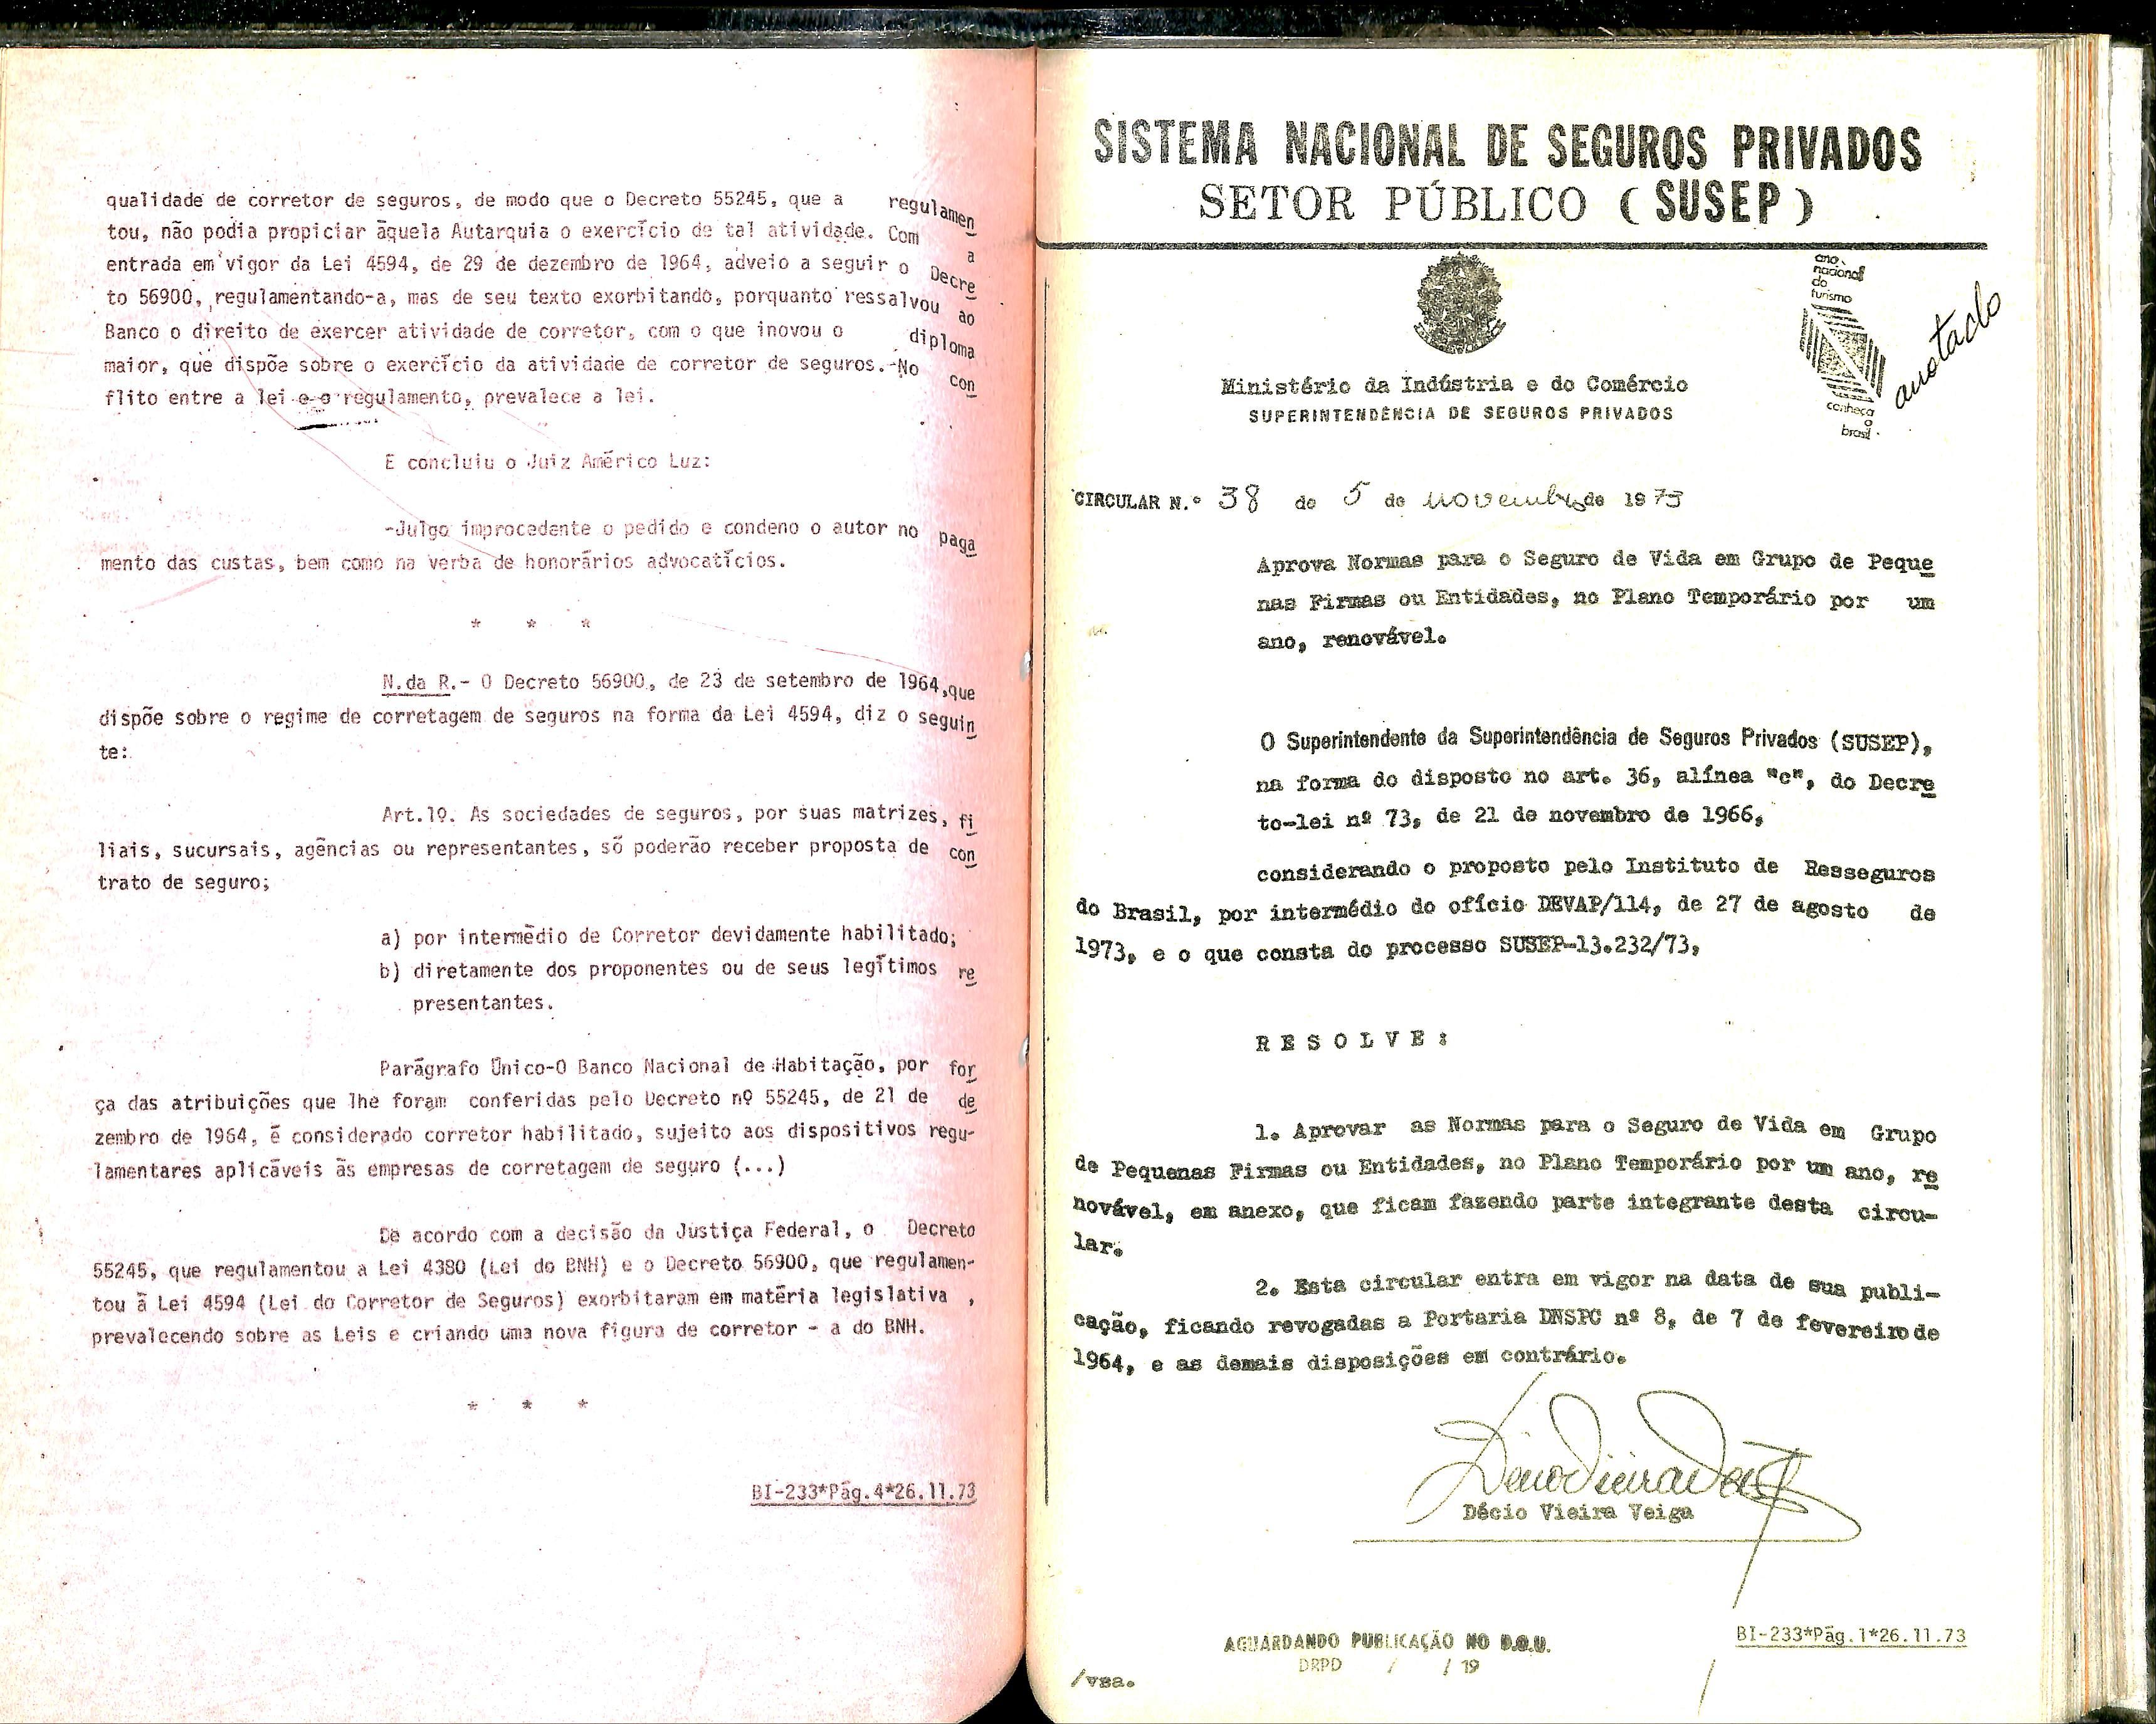 qualidade de corretor de seguros, de modo que o Decreto 55245, que a regulamen
tou, não podia propiciar àquela Autarquia o exercício de tal atividade. Com a
entrada em vigor da Lei 4594, de 29 de dezembro de 1964, adveio a seguir o Decre
to 56900, regulamentando-a, mas de seu texto exorbitando, porquanto ressalvou ao
Banco o direito de exercer atividade de corretor, com o que inovou o diploma
maior, que dispõe sobre o exercício da atividade de corretor de seguros.-No con
flito entre a lei e o regulamento, prevalece a lei.
E concluiu o Juiz Américo Luz:
-Julgo improcedente o pedido e condeno o autor no paga
mento das custas, bem como na verba de honorários advocatícios.
* * *
N.da R.- O Decreto 56900, de 23 de setembro de 1964,que
dispõe sobre o regime de corretagem de seguros na forma da Lei 4594, diz o seguin
te:
Art.1º. As sociedades de seguros, por suas matrizes, fi
liais, sucursais, agências ou representantes, só poderão receber proposta de con
trato de seguro;
a) por intermédio de Corretor devidamente habilitado;
b) diretamente dos proponentes ou de seus legítimos re
presentantes.
Parágrafo Único-O Banco Nacional de Habitação, por for
ça das atribuições que lhe foram conferidas pelo Decreto nº 55245, de 21 de de
zembro de 1964, é considerado corretor habilitado, sujeito aos dispositivos regu-
lamentares aplicáveis às empresas de corretagem de seguro (...)
De acordo com a decisão da Justiça Federal, o Decreto
55245, que regulamentou a Lei 4380 (Lei do BNH) e o Decreto 56900, que regulamen-
tou à Lei 4594 (Lei do Corretor de Seguros) exorbitaram em matéria legislativa ,
prevalecendo sobre as Leis e criando uma nova figura de corretor - a do BNH.
* * *
BI-233*Pág.4*26.11.73
SISTEMA NACIONAL DE SEGUROS PRIVADOS
SETOR PÚBLICO (SUSEP)
ano
nacional
do
turismo
conheça
o
brasil
anotado
Ministério da Indústria e do Comércio
SUPERINTENDÊNCIA DE SEGUROS PRIVADOS
CIRCULAR N.º 38 de 5 de novembro de 1973
Aprova Normas para o Seguro de Vida em Grupo de Peque
nas Firmas ou Entidades, no Plano Temporário por um
ano, renovável.
O Superintendente da Superintendência de Seguros Privados (SUSEP),
na forma do disposto no art. 36, alínea "c", do Decre
to-lei nº 73, de 21 de novembro de 1966,
considerando o proposto pelo Instituto de Resseguros
do Brasil, por intermédio do ofício DEVAP/114, de 27 de agosto de
1973, e o que consta do processo SUSEP-13.232/73,
R E S O L V E :
1. Aprovar as Normas para o Seguro de Vida em Grupo
de Pequenas Firmas ou Entidades, no Plano Temporário por um ano, re
novável, em anexo, que ficam fazendo parte integrante desta circu-
lar.
2. Esta circular entra em vigor na data de sua publi-
cação, ficando revogadas a Portaria DNSPC nº 8, de 7 de fevereiro de
1964, e as demais disposições em contrário.
Décio Vieira Veiga
AGUARDANDO PUBLICAÇÃO NO D.O.U.
DRPD / / 19
BI-233*Pág.1*26.11.73
/vsa.